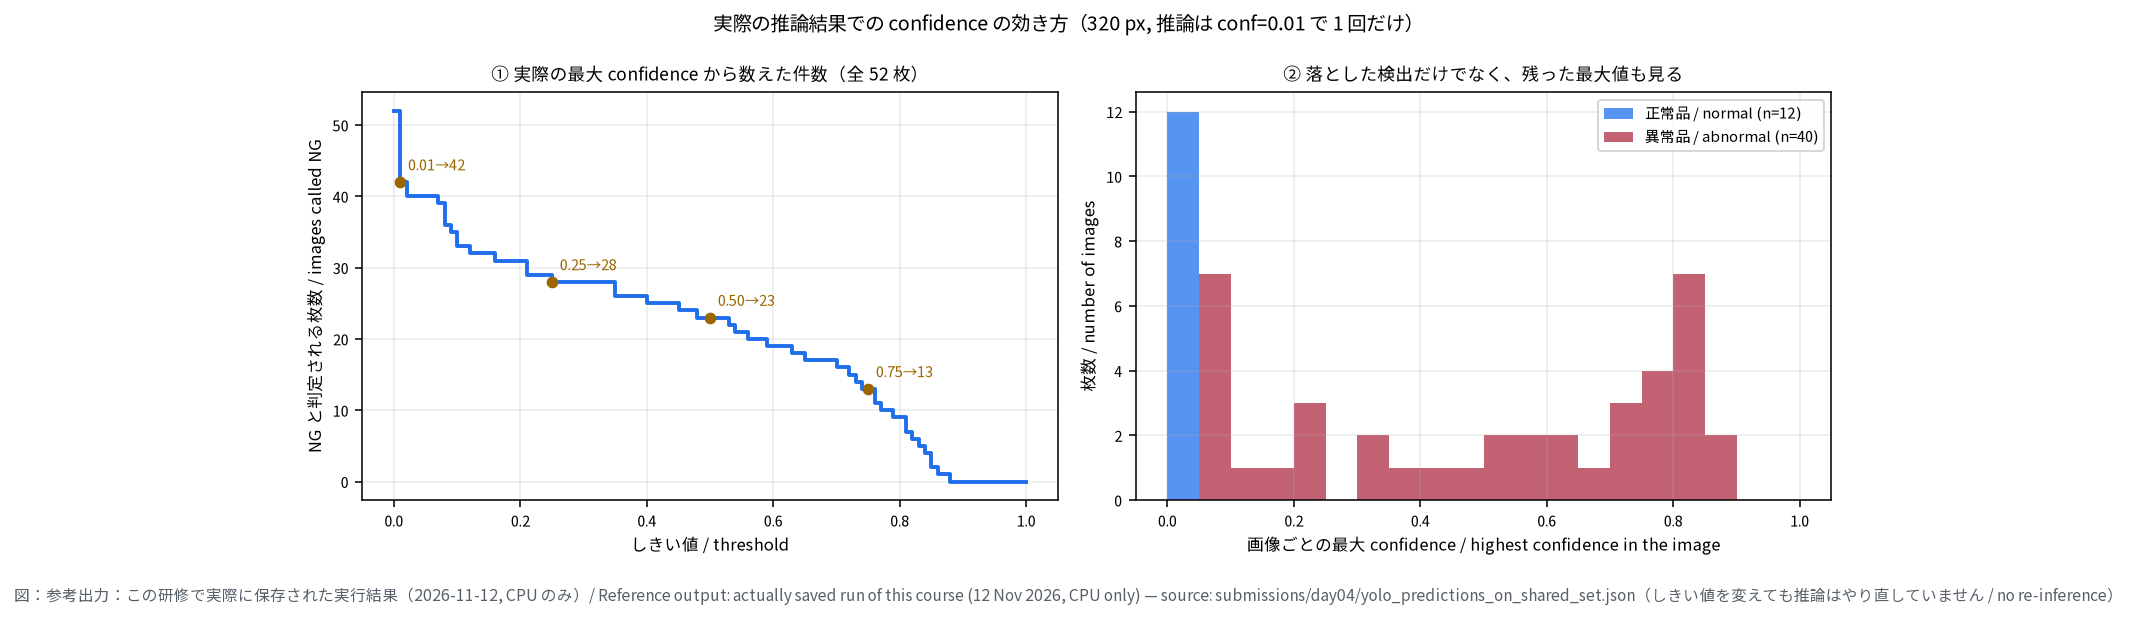 実際の推論結果での confidence の効き方（320 px, 推論は conf=0.01 で 1 回だけ）
① 実際の最大 confidence から数えた件数（全 52 枚）
NG と判定される枚数 / images called NG
50
40
30
20
10
0
0.01→42
0.25→28
0.50→23
0.75→13
0.0 0.2 0.4 0.6 0.8 1.0
しきい値 / threshold
② 落とした検出だけでなく、残った最大値も見る
枚数 / number of images
12
10
8
6
4
2
0
正常品 / normal (n=12)
異常品 / abnormal (n=40)
0.0 0.2 0.4 0.6 0.8 1.0
画像ごとの最大 confidence / highest confidence in the image
図：参考出力：この研修で実際に保存された実行結果（2026-11-12, CPU のみ）/ Reference output: actually saved run of this course (12 Nov 2026, CPU only) — source: submissions/day04/yolo_predictions_on_shared_set.json（しきい値を変えても推論はやり直していません / no re-inference）